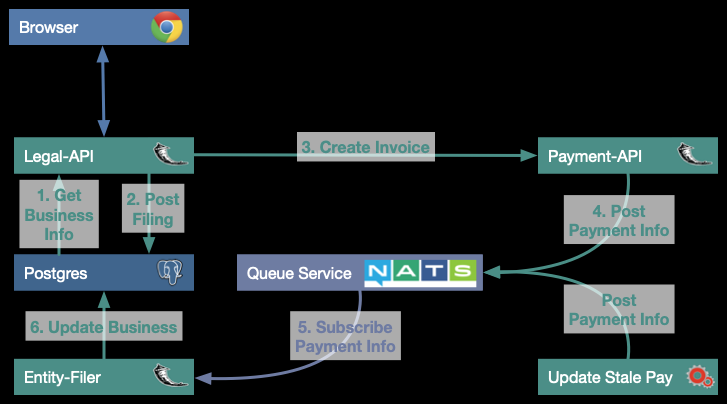 Browser
Legal-API
3. Create Invoice
Payment-API
1. Get
Business
Info
2. Post
Filing
4. Post
Payment Info
Postgres
Queue Service
NATS
Post
Payment Info
6. Update Business
5. Subscribe
Payment Info
Entity-Filer
Update Stale Pay